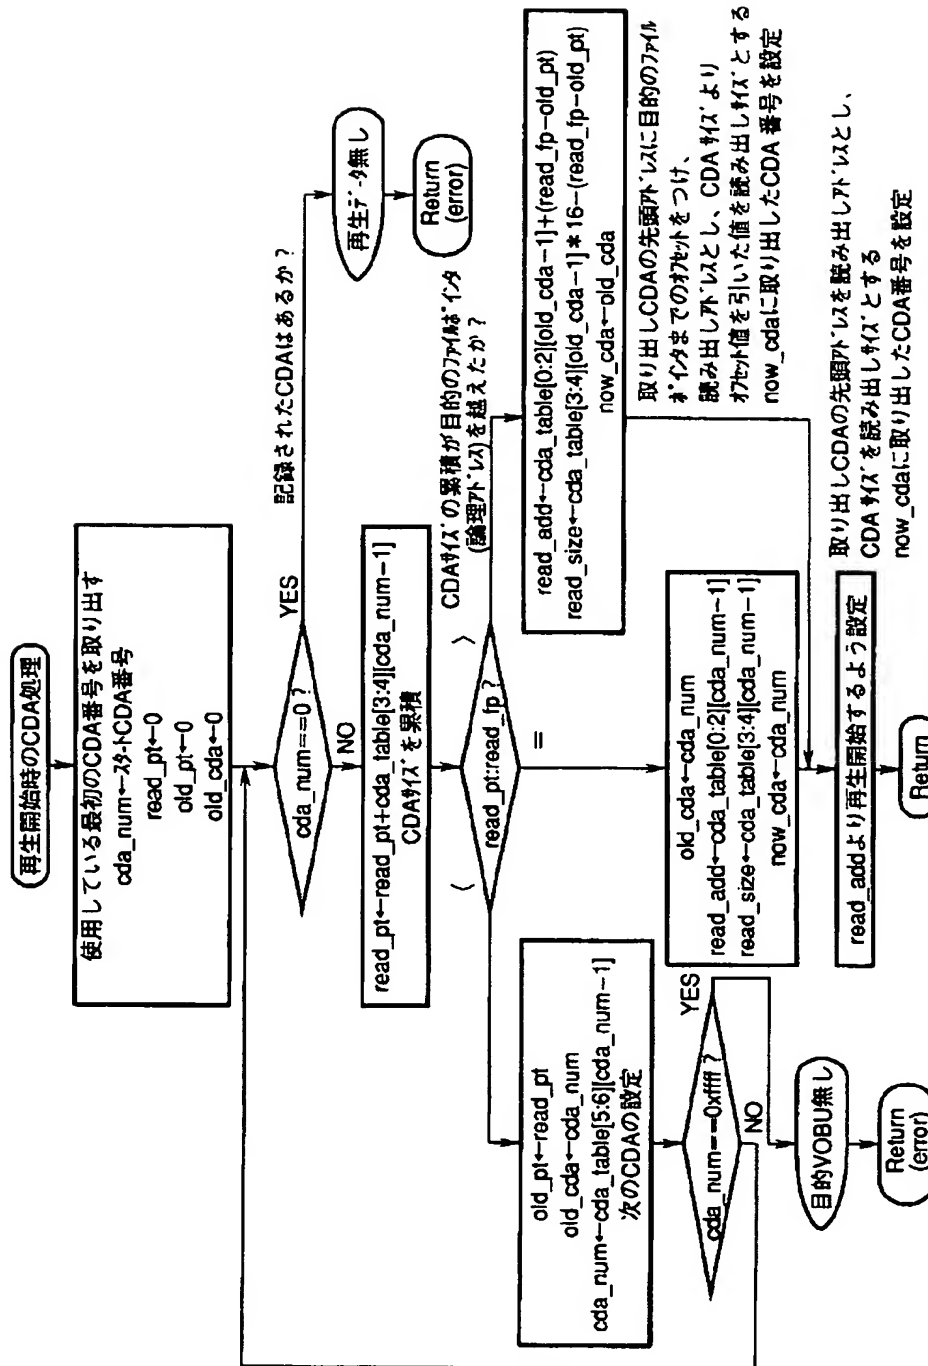 再生開始時のCDA処理
使用している最初のCDA番号を取り出す
cda_num←スタートCDA番号
read_pt←0
old_pt←0
old_cda←0
cda_num==0?
YES
記録されたCDAはあるか?
再生データ無し
Return
(error)
NO
read_pt←read_pt+cda_table[3:4][cda_num-1]
CDAサイズを累積
CDAサイズの累積が目的のファイルポインタ
(論理アドレス)を越えたか?
read_pt:read_fp?
<
=
>
old_pt←read_pt
old_cda←cda_num
cda_num←cda_table[5:6][cda_num-1]
次のCDAの設定
cda_num==0xffff?
YES
NO
目的VOBU無し
Return
(error)
old_cda←cda_num
read_add←cda_table[0:2][cda_num-1]
read_size←cda_table[3:4][cda_num-1]
now_cda←cda_num
read_add←cda_table[0:2][old_cda-1]+(read_fp-old_pt)
read_size←cda_table[3:4][old_cda-1]*16-(read_fp-old_pt)
now_cda←old_cda
取り出しCDAの先頭アドレスに目的のファイル
ポインタまでのオフセットをつけ、
読み出しアドレスとし、CDAサイズより
オフセット値を引いた値を読み出しサイズとする
now_cdaに取り出したCDA番号を設定
read_addより再生開始するよう設定
取り出しCDAの先頭アドレスを読み出しアドレスとし、
CDAサイズを読み出しサイズとする
now_cdaに取り出したCDA番号を設定
Return